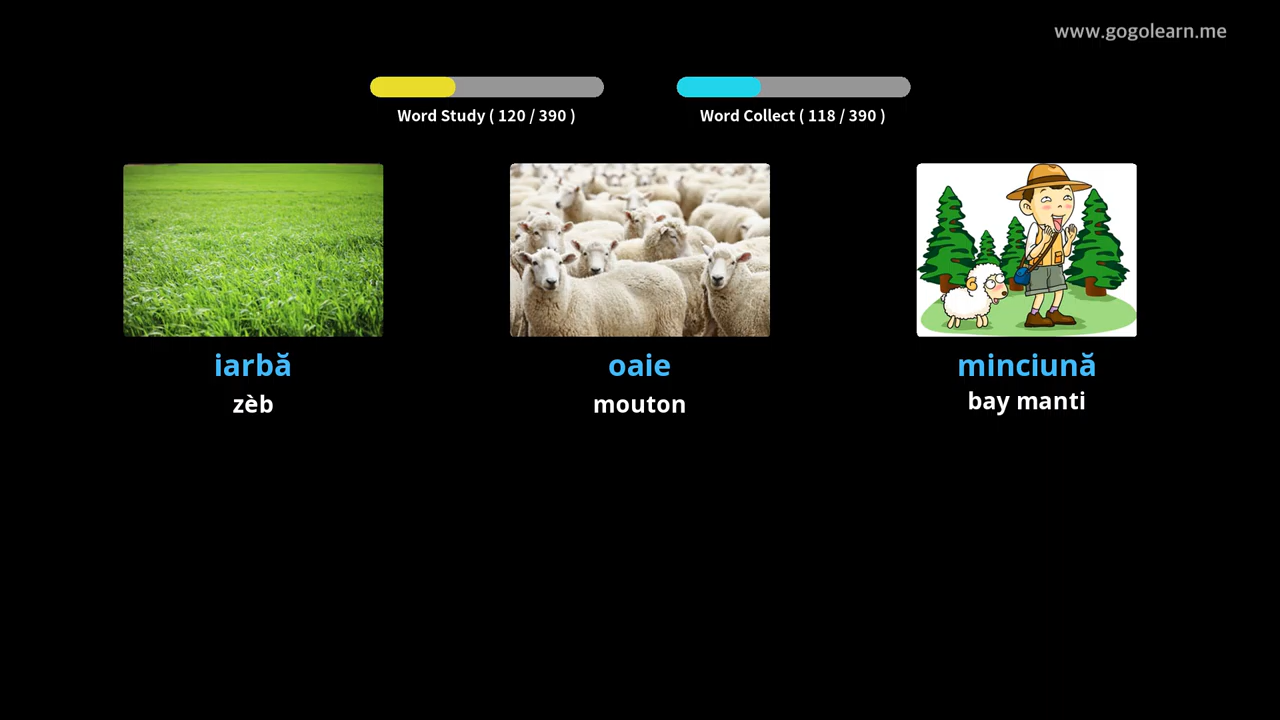 www.gogolearn.me
Word Study ( 120 / 390 )
Word Collect ( 118 / 390 )
iarbă
zèb
oaie
mouton
minciună
bay manti